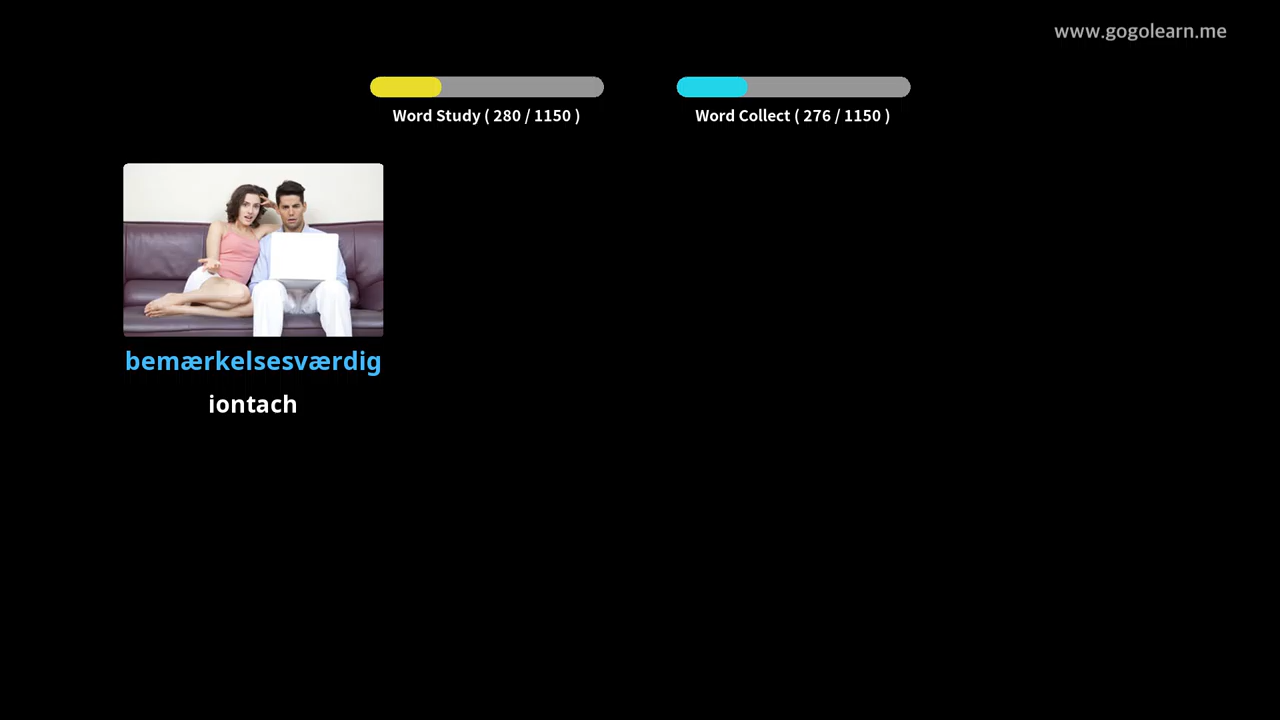 www.gogolearn.me
Word Study ( 280 / 1150 )
Word Collect ( 276 / 1150 )
bemærkelsesværdig
iontach